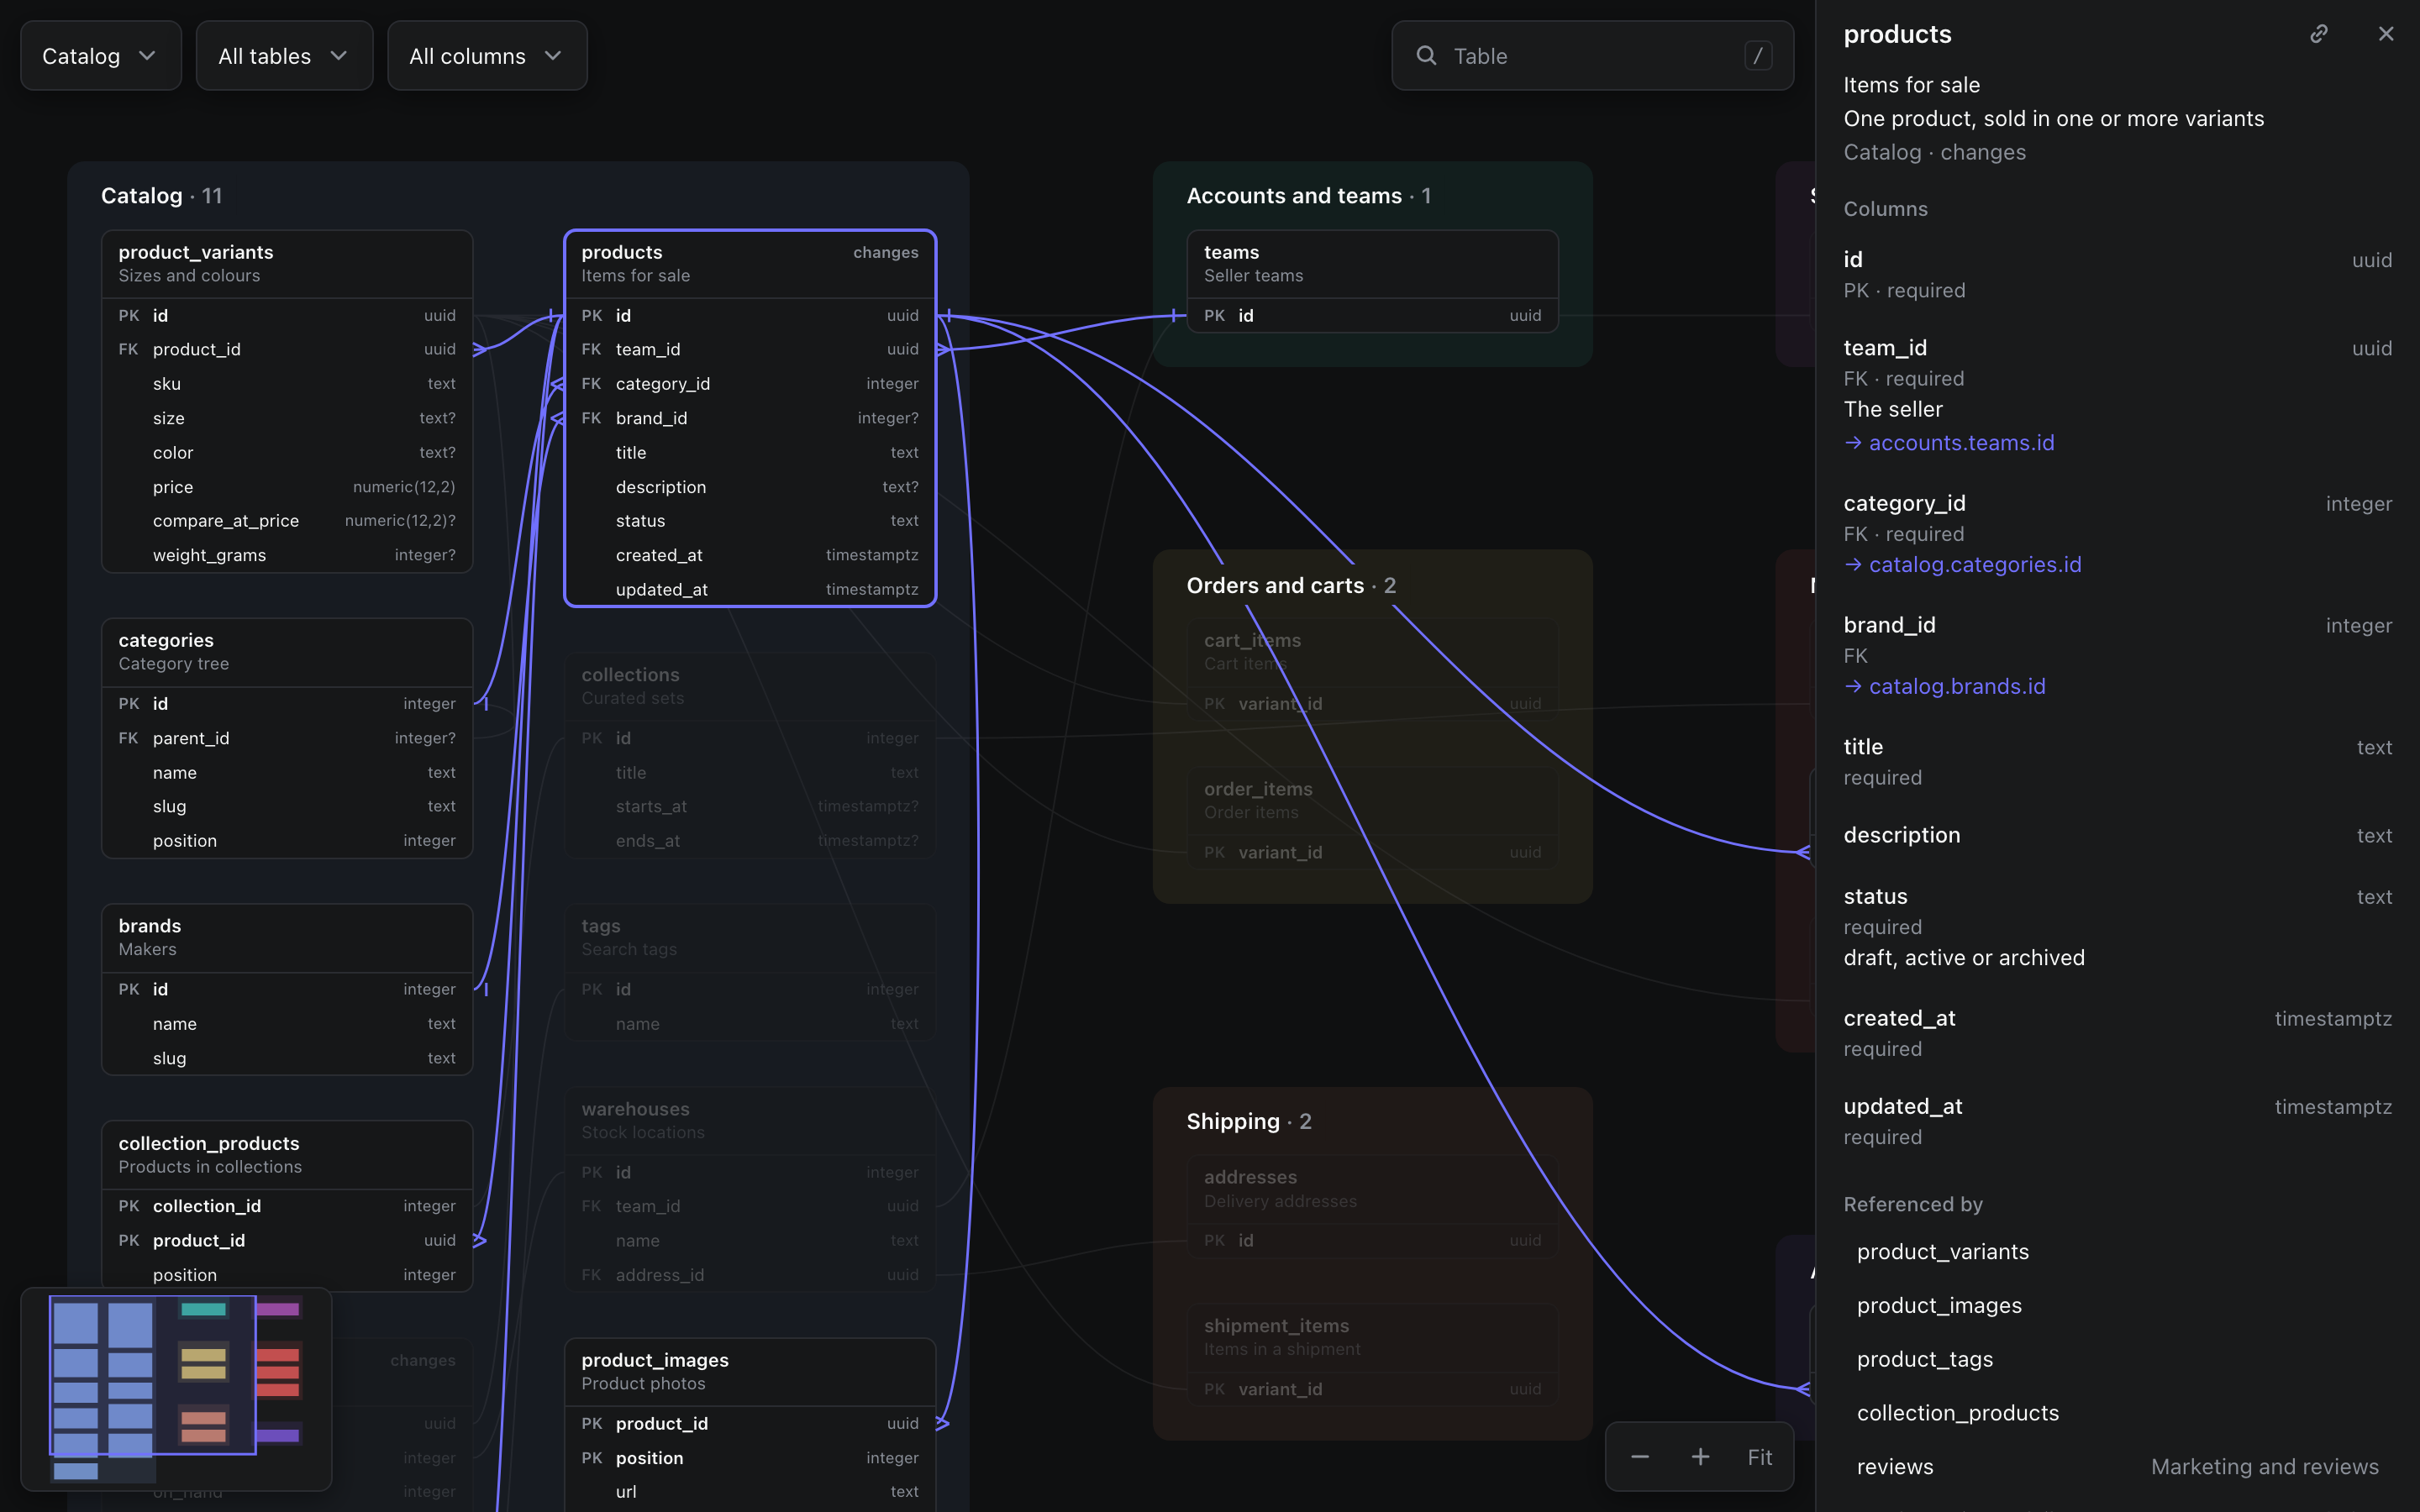 Catalog
All tables
All columns
Table
/
Catalog · 11
product_variants
Sizes and colours
PK id uuid
FK product_id uuid
sku text
size text?
color text?
price numeric(12,2)
compare_at_price numeric(12,2)?
weight_grams integer?
categories
Category tree
PK id integer
FK parent_id integer?
name text
slug text
position integer
brands
Makers
PK id integer
name text
slug text
collection_products
Products in collections
PK collection_id integer
PK product_id uuid
position integer
changes
uuid
integer
on_hand integer
products changes
Items for sale
PK id uuid
FK team_id uuid
FK category_id integer
FK brand_id integer?
title text
description text?
status text
created_at timestamptz
updated_at timestamptz
collections
Curated sets
PK id integer
title text
starts_at timestamptz?
ends_at timestamptz?
tags
Search tags
PK id integer
name text
warehouses
Stock locations
PK id integer
FK team_id uuid
name text
FK address_id uuid
product_images
Product photos
PK product_id uuid
PK position integer
url text
Accounts and teams · 1
teams
Seller teams
PK id uuid
Orders and carts · 2
cart_items
Cart items
PK variant_id uuid
order_items
Order items
PK variant_id uuid
Shipping · 2
addresses
Delivery addresses
PK id uuid
shipment_items
Items in a shipment
PK variant_id uuid
− + Fit
products
Items for sale
One product, sold in one or more variants
Catalog · changes
Columns
id uuid
PK · required
team_id uuid
FK · required
The seller
→ accounts.teams.id
category_id integer
FK · required
→ catalog.categories.id
brand_id integer
FK
→ catalog.brands.id
title text
required
description text
status text
required
draft, active or archived
created_at timestamptz
required
updated_at timestamptz
required
Referenced by
product_variants
product_images
product_tags
collection_products
reviews Marketing and reviews